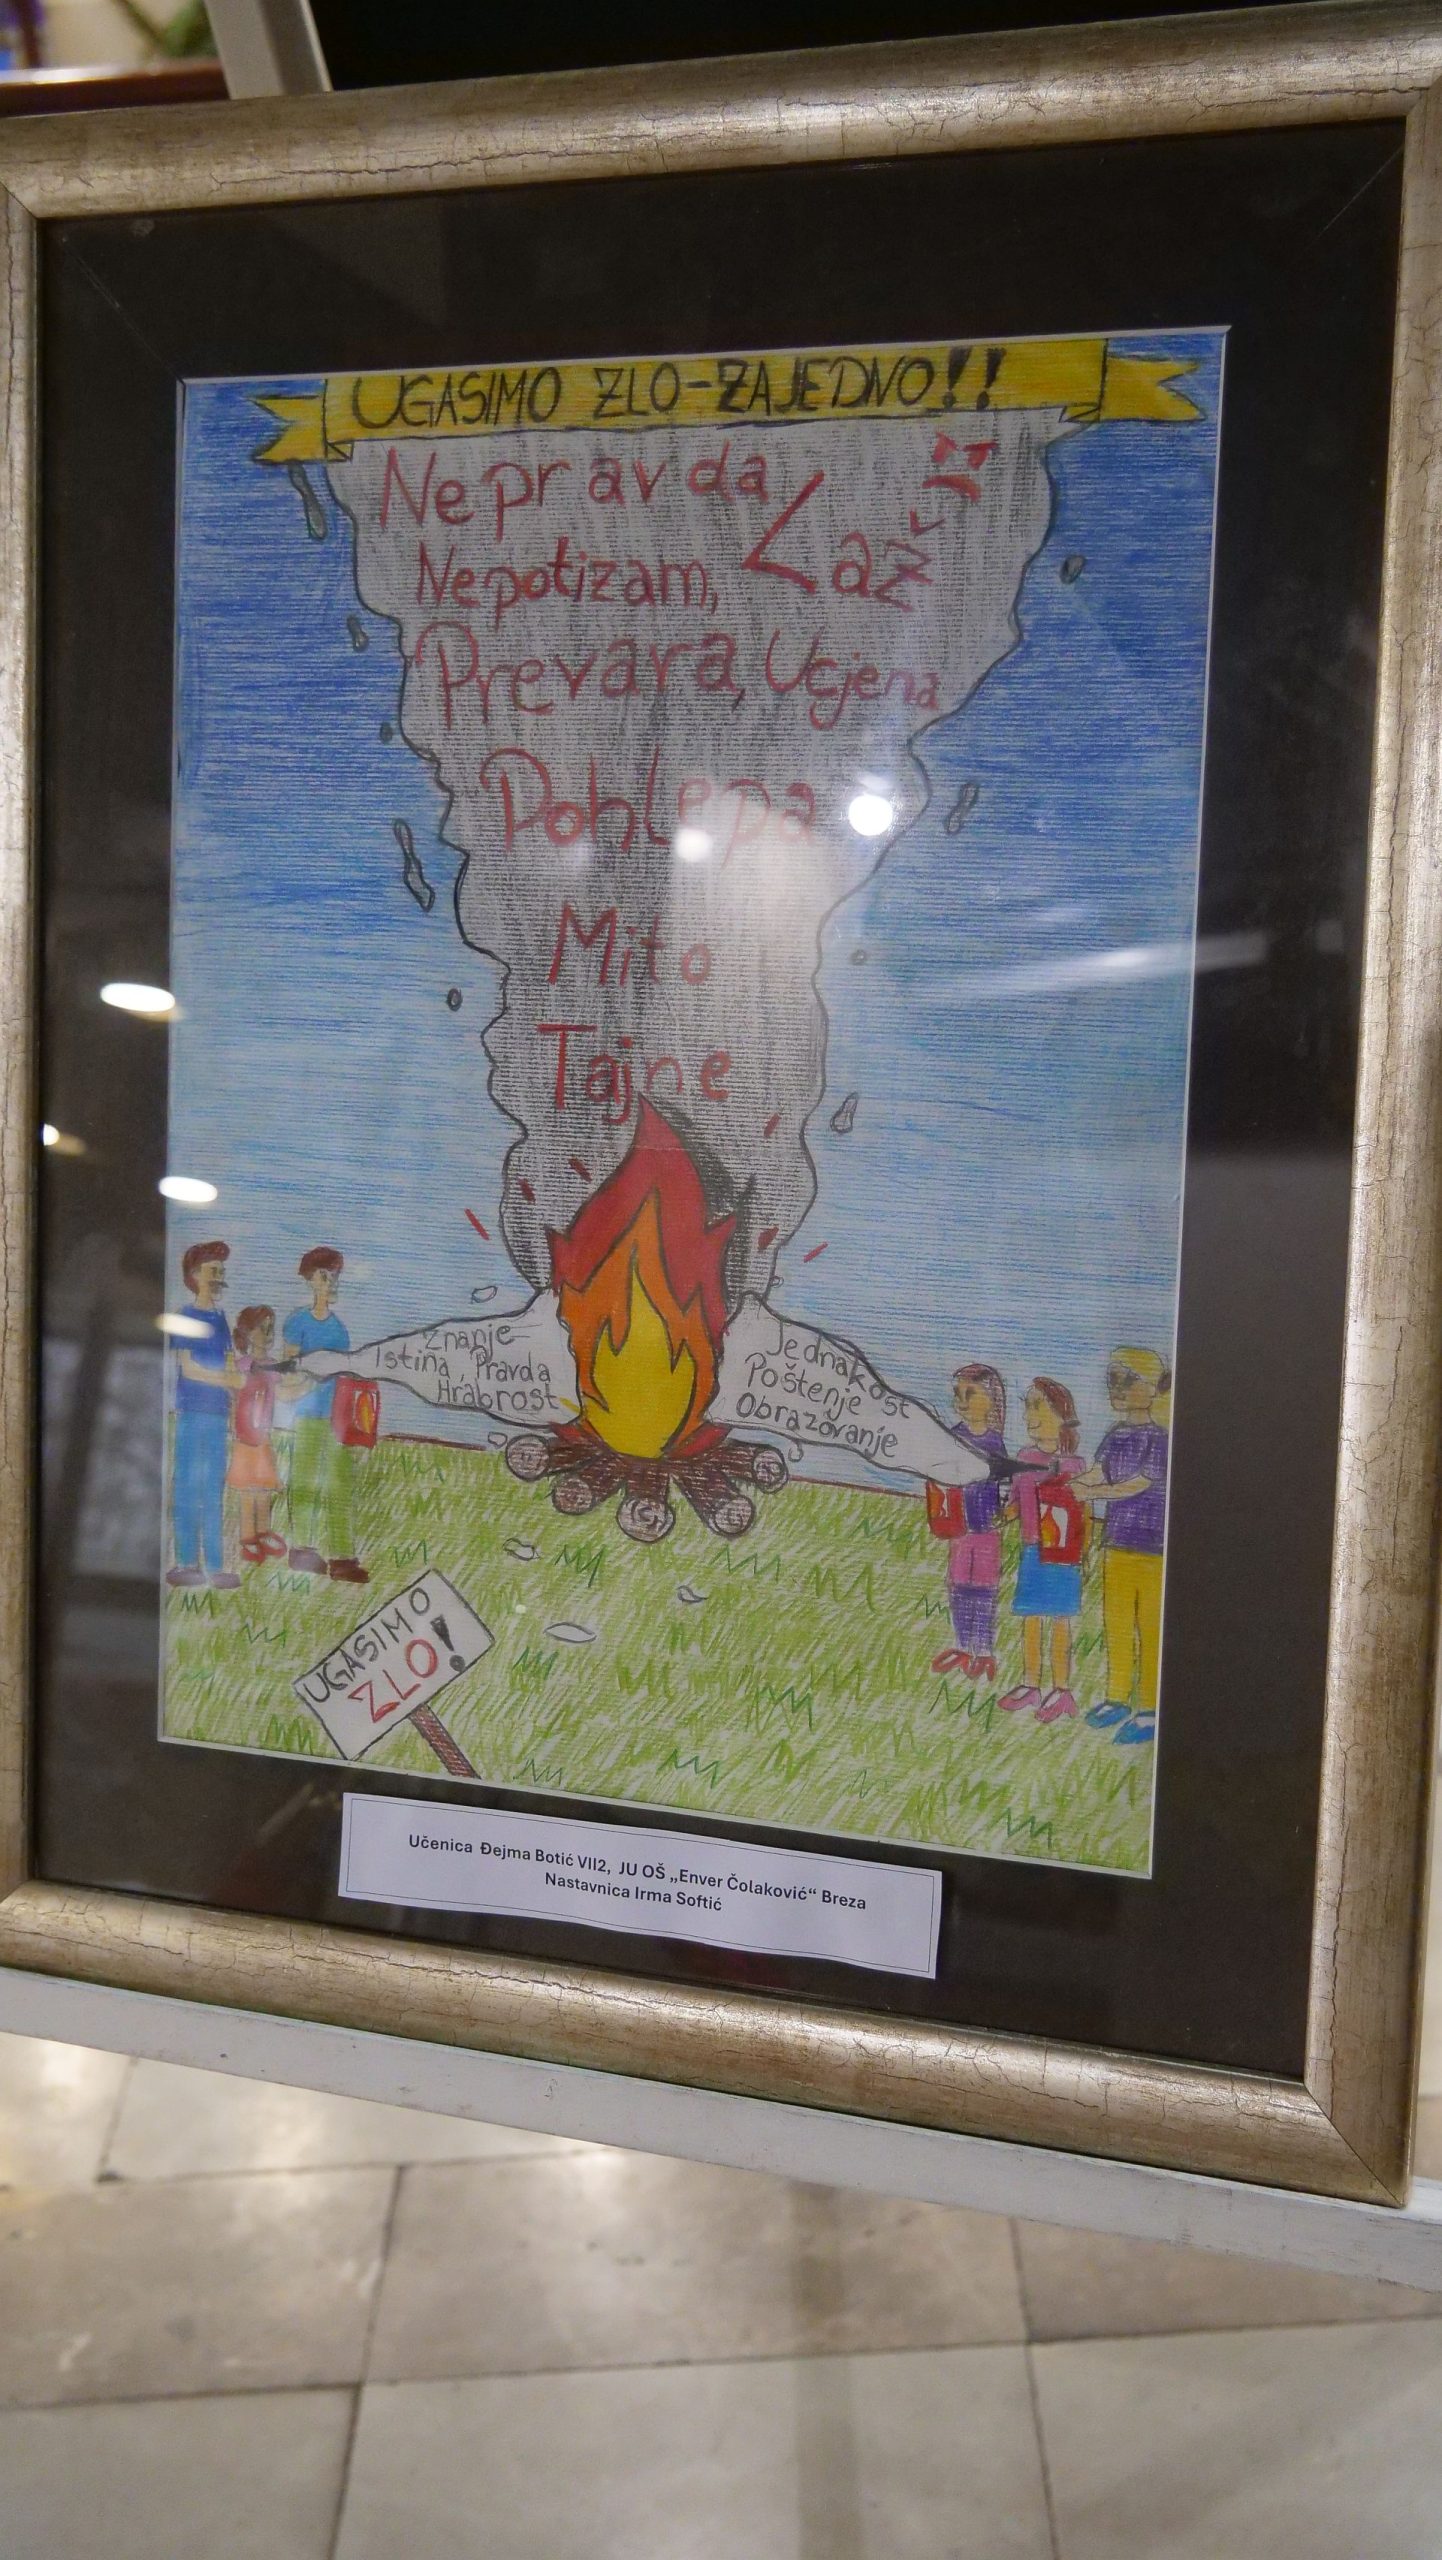 UGASIMO ZLO-ZAJEDNO!!
Nepravda
Laž
Nepotizam,
Prevara, Ucjena
Pohlepa
Mito
Tajne
Znanje
Istina, Pravda
Hrabrost
Jednakost
Poštenje
Obrazovanje
UGASIMO
ZLO!
Učenica Đejma Botić VII2, JU OŠ „Enver Čolaković“ Breza
Nastavnica Irma Softić